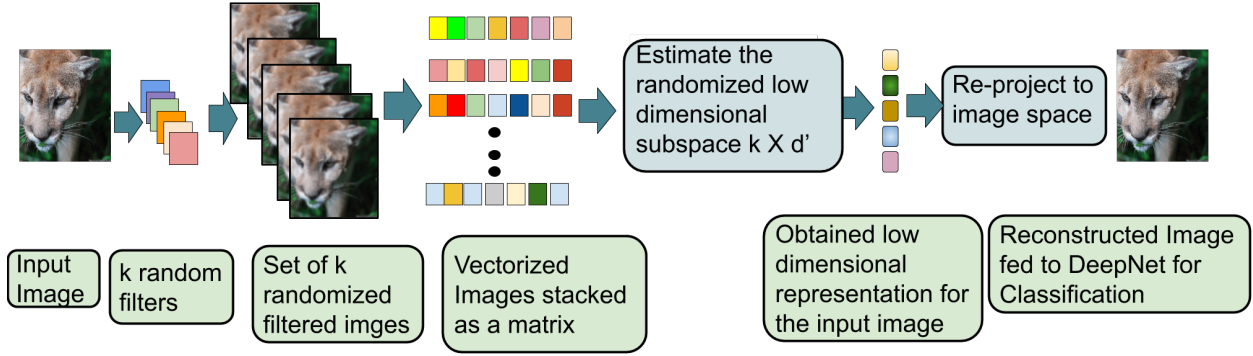 Estimate the
randomized low
dimensional
subspace k X d’
Re-project to
image space
Input
Image
k random
filters
Set of k
randomized
filtered imges
Vectorized
Images stacked
as a matrix
Obtained low
dimensional
representation for
the input image
Reconstructed Image
fed to DeepNet for
Classification